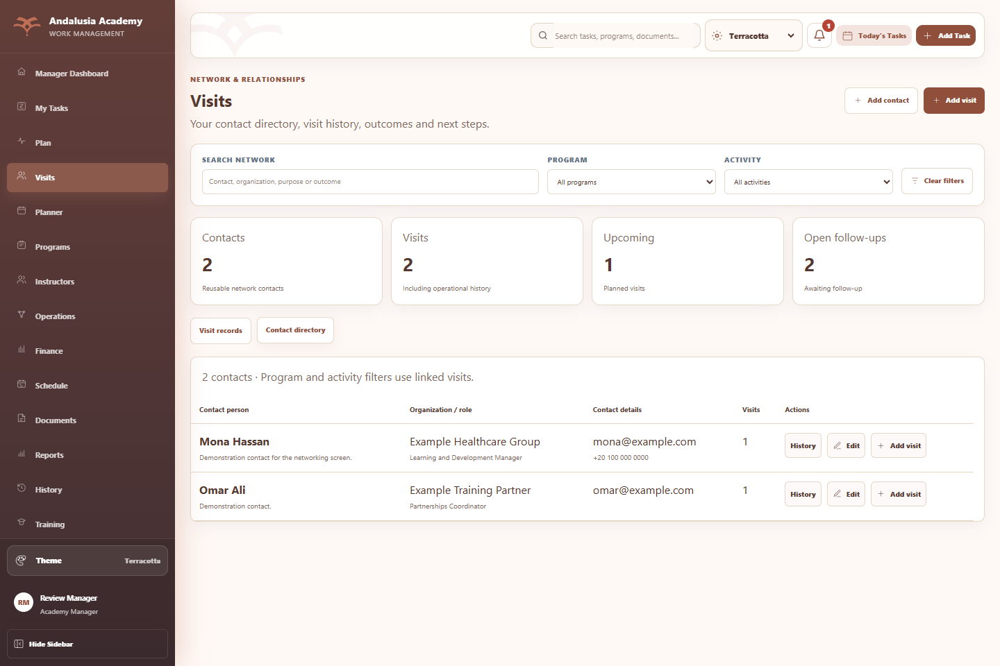 Andalusia Academy
WORK MANAGEMENT
Manager Dashboard
My Tasks
Plan
Visits
Planner
Programs
Instructors
Operations
Finance
Schedule
Documents
Reports
History
Training
Theme Terracotta
RM
Review Manager
Academy Manager
Hide Sidebar
Search tasks, programs, documents...
Terracotta
1
Today's Tasks
Add Task
NETWORK & RELATIONSHIPS
Visits
Your contact directory, visit history, outcomes and next steps.
Add contact
Add visit
SEARCH NETWORK PROGRAM ACTIVITY
Contact, organization, purpose or outcome All programs All activities Clear filters
Contacts
2
Reusable network contacts
Visits
2
Including operational history
Upcoming
1
Planned visits
Open follow-ups
2
Awaiting follow-up
Visit records Contact directory
2 contacts · Program and activity filters use linked visits.
Contact person Organization / role Contact details Visits Actions
Mona Hassan Example Healthcare Group mona@example.com 1 History Edit Add visit
Demonstration contact for the networking screen. Learning and Development Manager +20 100 000 0000
Omar Ali Example Training Partner omar@example.com 1 History Edit Add visit
Demonstration contact. Partnerships Coordinator